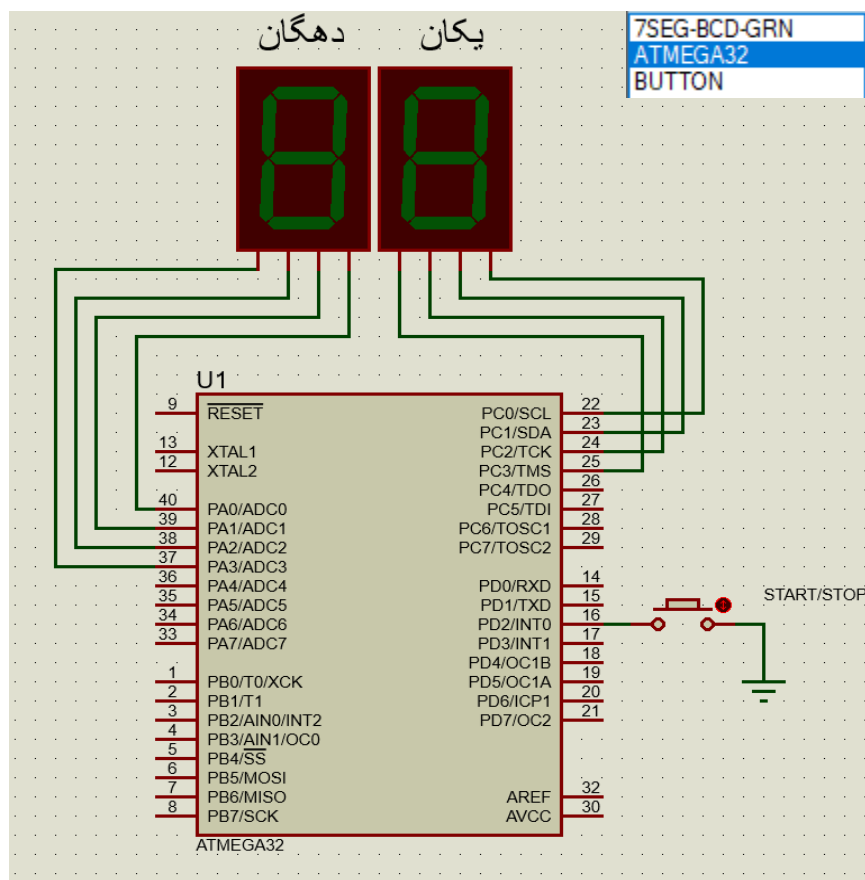 دهگان
یکان
7SEG-BCD-GRN
ATMEGA32
BUTTON
U1
9 RESET
13 XTAL1
12 XTAL2
40 PA0/ADC0
39 PA1/ADC1
38 PA2/ADC2
37 PA3/ADC3
36 PA4/ADC4
35 PA5/ADC5
34 PA6/ADC6
33 PA7/ADC7
1 PB0/T0/XCK
2 PB1/T1
3 PB2/AIN0/INT2
4 PB3/AIN1/OC0
5 PB4/SS
6 PB5/MOSI
7 PB6/MISO
8 PB7/SCK
PC0/SCL 22
PC1/SDA 23
PC2/TCK 24
PC3/TMS 25
PC4/TDO 26
PC5/TDI 27
PC6/TOSC1 28
PC7/TOSC2 29
PD0/RXD 14
PD1/TXD 15
PD2/INT0 16
PD3/INT1 17
PD4/OC1B 18
PD5/OC1A 19
PD6/ICP1 20
PD7/OC2 21
AREF 32
AVCC 30
START/STOP
ATMEGA32